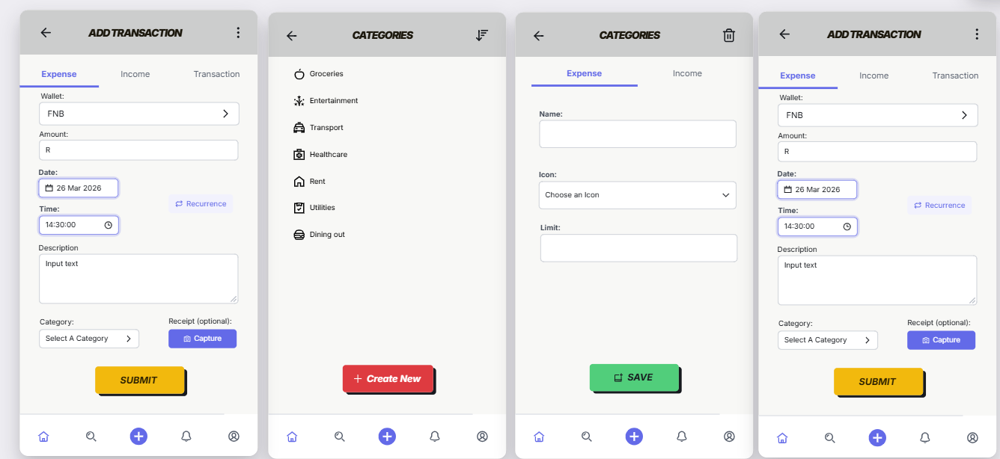 ADD TRANSACTION
Expense
Income
Transaction
Wallet:
FNB
Amount:
R
Date:
26 Mar 2026
Recurrence
Time:
14:30:00
Description
Input text
Category:
Receipt (optional):
Select A Category
Capture
SUBMIT
CATEGORIES
Groceries
Entertainment
Transport
Healthcare
Rent
Utilities
Dining out
Create New
CATEGORIES
Expense
Income
Name:
Icon:
Choose an Icon
Limit:
SAVE
ADD TRANSACTION
Expense
Income
Transaction
Wallet:
FNB
Amount:
R
Date:
26 Mar 2026
Recurrence
Time:
14:30:00
Description
Input text
Category:
Receipt (optional):
Select A Category
Capture
SUBMIT